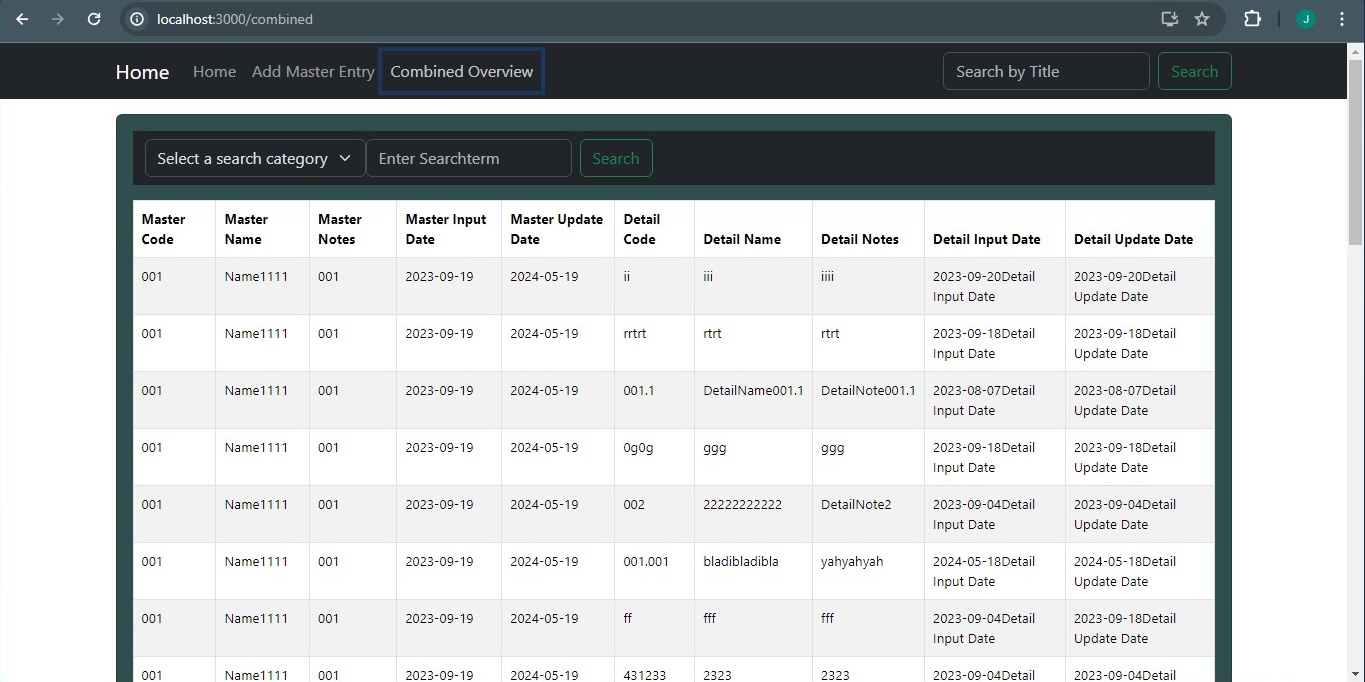 localhost:3000/combined
J
Home Home Add Master Entry Combined Overview Search by Title Search
Select a search category Enter Searchterm Search
Master Master Master Master Input Master Update Detail
Code Name Notes Date Date Code Detail Name Detail Notes Detail Input Date Detail Update Date
001 Name1111 001 2023-09-19 2024-05-19 ii iii iiii 2023-09-20Detail 2023-09-20Detail
Input Date Update Date
001 Name1111 001 2023-09-19 2024-05-19 rrtrt rtrt rtrt 2023-09-18Detail 2023-09-18Detail
Input Date Update Date
001 Name1111 001 2023-09-19 2024-05-19 001.1 DetailName001.1 DetailNote001.1 2023-08-07Detail 2023-08-07Detail
Input Date Update Date
001 Name1111 001 2023-09-19 2024-05-19 0g0g ggg ggg 2023-09-18Detail 2023-09-18Detail
Input Date Update Date
001 Name1111 001 2023-09-19 2024-05-19 002 22222222222 DetailNote2 2023-09-04Detail 2023-09-04Detail
Input Date Update Date
001 Name1111 001 2023-09-19 2024-05-19 001.001 bladibladibla yahyahyah 2024-05-18Detail 2024-05-18Detail
Input Date Update Date
001 Name1111 001 2023-09-19 2024-05-19 ff fff fff 2023-09-04Detail 2023-09-18Detail
Input Date Update Date
001 Name1111 001 2023-09-19 2024-05-19 431233 2323 2323 2023-09-04Detail 2023-09-04Detail